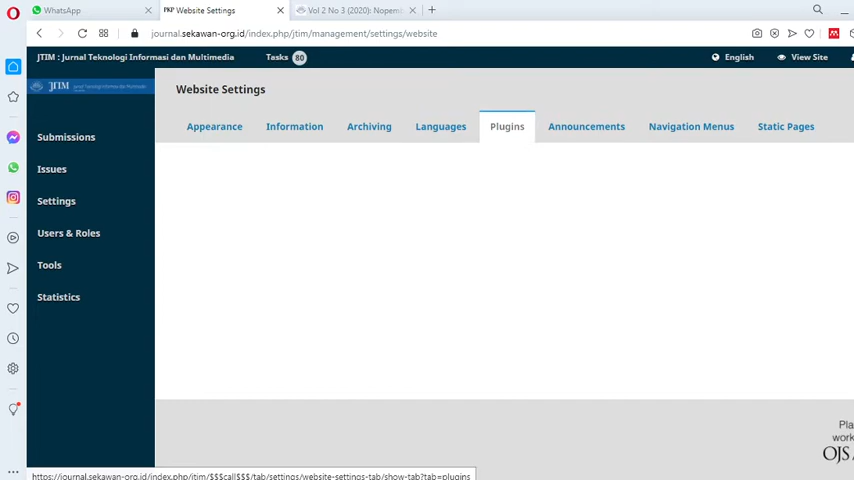 WhatsApp
PKP Website Settings
Vol 2 No 3 (2020): Nopemb
journal.sekawan-org.id/index.php/jtim/management/settings/website
JTIM : Jurnal Teknologi Informasi dan Multimedia
Tasks 80
English
View Site
JTIM
Website Settings
Appearance
Information
Archiving
Languages
Plugins
Announcements
Navigation Menus
Static Pages
Submissions
Issues
Settings
Users & Roles
Tools
Statistics
Pla
work
OJS
https://journal.sekawan-org.id/index.php/jtim/$$$call$$$/tab/settings/website-settings-tab/show-tab?tab=plugins